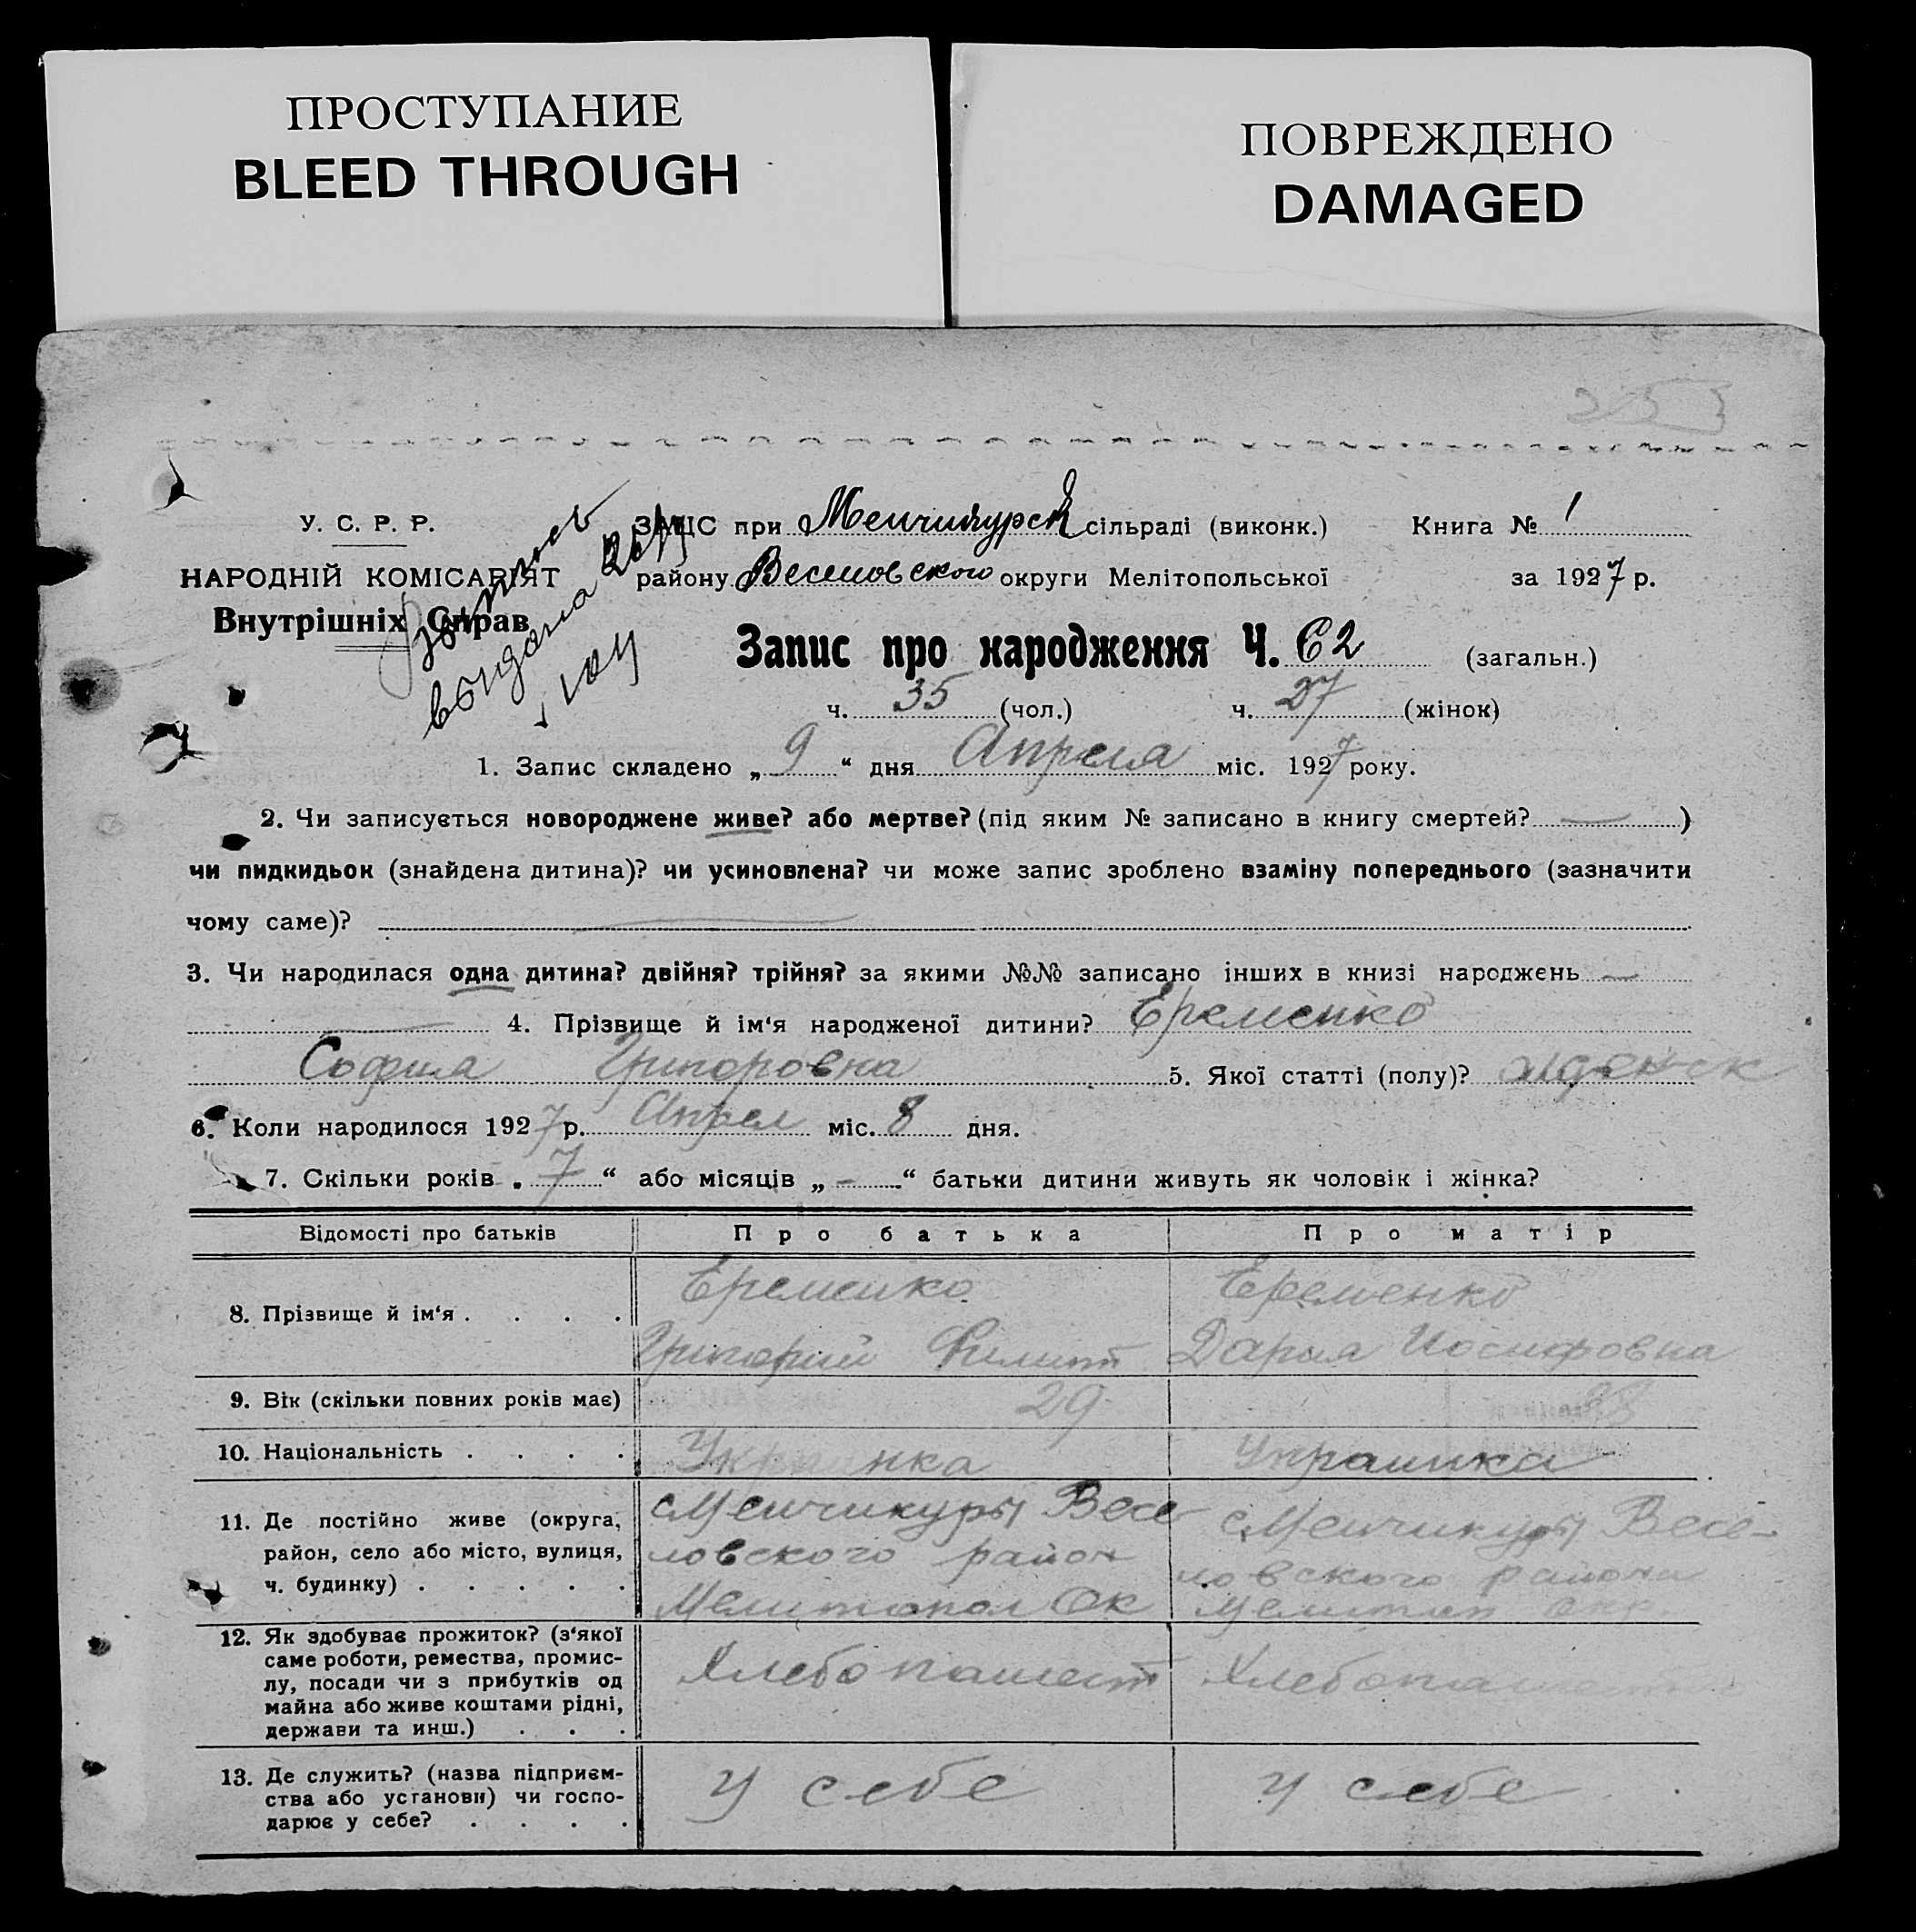 ПРОСТУПАНИЕ
BLEED THROUGH
ПОВРЕЖДЕНО
DAMAGED
У. С. Р. Р.
НАРОДНІЙ КОМІСАРІЯТ
Внутрішніх Справ
выдана
ЗАПІС при Менчикурск сільраді (виконк.) Книга № 1
району Веселовского округи Мелітопольської за 1927 р.
Запис про народження Ч. 62 (загальн.)
ч. 35 (чол.) ч. 27 (жінок)
1. Запис складено „ 9 “ дня Апреля міс. 1927 року.
2. Чи записується новороджене живе? або мертве? (під яким № записано в книгу смертей? — )
чи пидкидьок (знайдена дитина)? чи усиновлена? чи може запис зроблено взаміну попереднього (зазначити
чому саме)? —
3. Чи народилася одна дитина? двійня? трійня? за якими №№ записано інших в книзі народжень —
— 4. Прізвище й ім‘я народженої дитини? Еременко
София Григоровна 5. Якої статті (полу)?
6. Коли народилося 1927 р. Апрел міс. 8 дня.
7. Скільки років „ 7 “ або місяців „ – “ батьки дитини живуть як чоловік і жінка?
Відомості про батьків Про батька Про матір
8. Прізвище й ім‘я . . . . Еременко Еременко
Григорий Филипп Дария Иосифовна
9. Вік (скільки повних років має) 29 28
10. Національність . . . . Украинка Украинка
11. Де постійно живе (округа, район, село або місто, вулиця, ч. будинку) . . . . .
с Менчикуры Весе-
ловского район
Мелитопол Ок
с Менчикуры Весе-
ловского района
Мелитоп Окр
12. Як здобуває прожиток? (з‘якої
саме роботи, ремества, промис-
лу, посади чи з прибутків од
майна або живе коштами рідні,
держави та инш.) . . .
Хлебопашест Хлебопашест
13. Де служить? (назва підприєм-
ства або установи) чи госпо-
дарює у себе? . . . .
У себе У себе